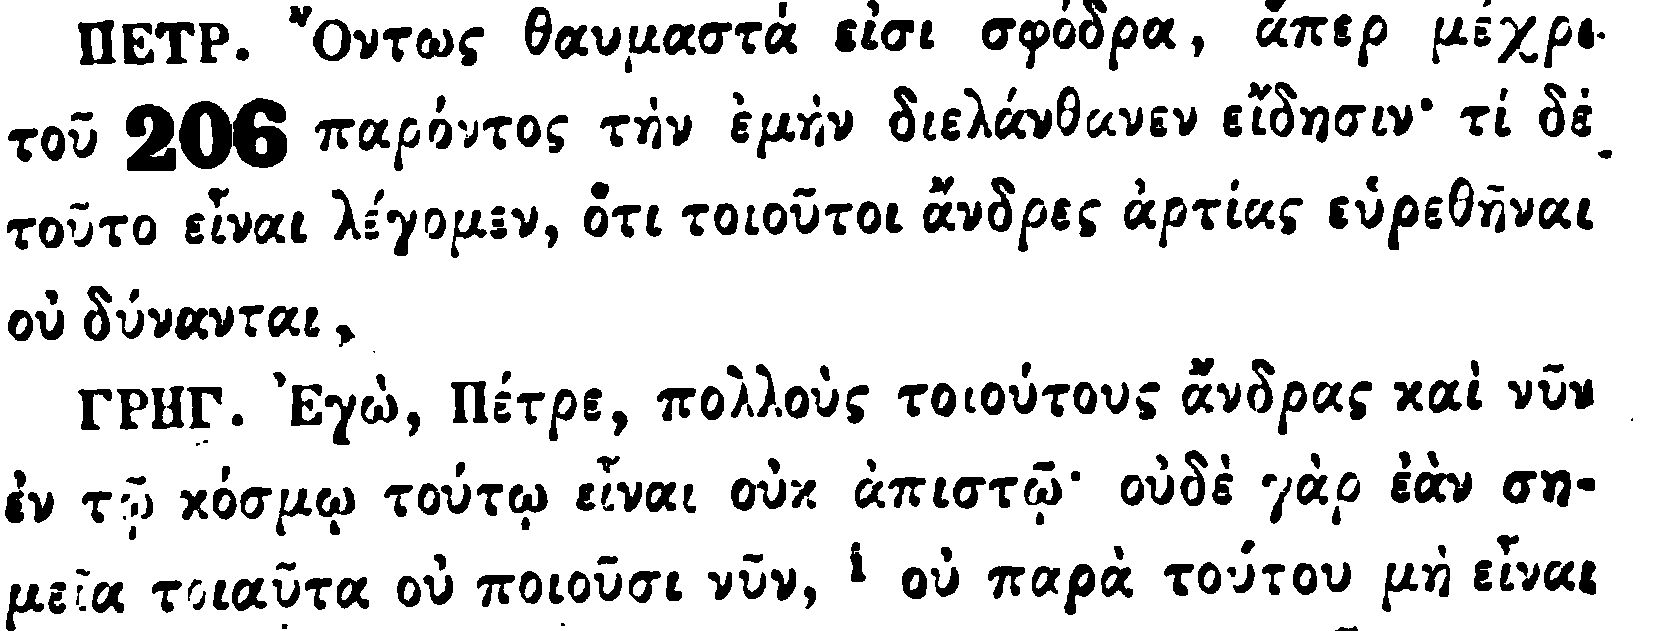 ΠΕΤΡ. Ὄντως θαυμαστά εἰσι σφόδρα, ἅπερ μέχρι
τοῦ 206 παρόντος τὴν ἐμὴν διελάνθανεν εἴδησιν· τί δὲ
τοῦτο εἶναι λέγομεν, ὅτι τοιοῦτοι ἄνδρες ἀρτίας εὑρεθῆναι
οὐ δύνανται,
ΓΡΗΓ. Ἐγὼ, Πέτρε, πολλοὺς τοιούτους ἄνδρας καὶ νῦν
ἐν τῷ κόσμῳ τούτῳ εἶναι οὐκ ἀπιστῶ· οὐδὲ γὰρ ἐὰν ση-
μεῖα τοιαῦτα οὐ ποιοῦσι νῦν, i οὐ παρὰ τούτου μὴ εἶναι